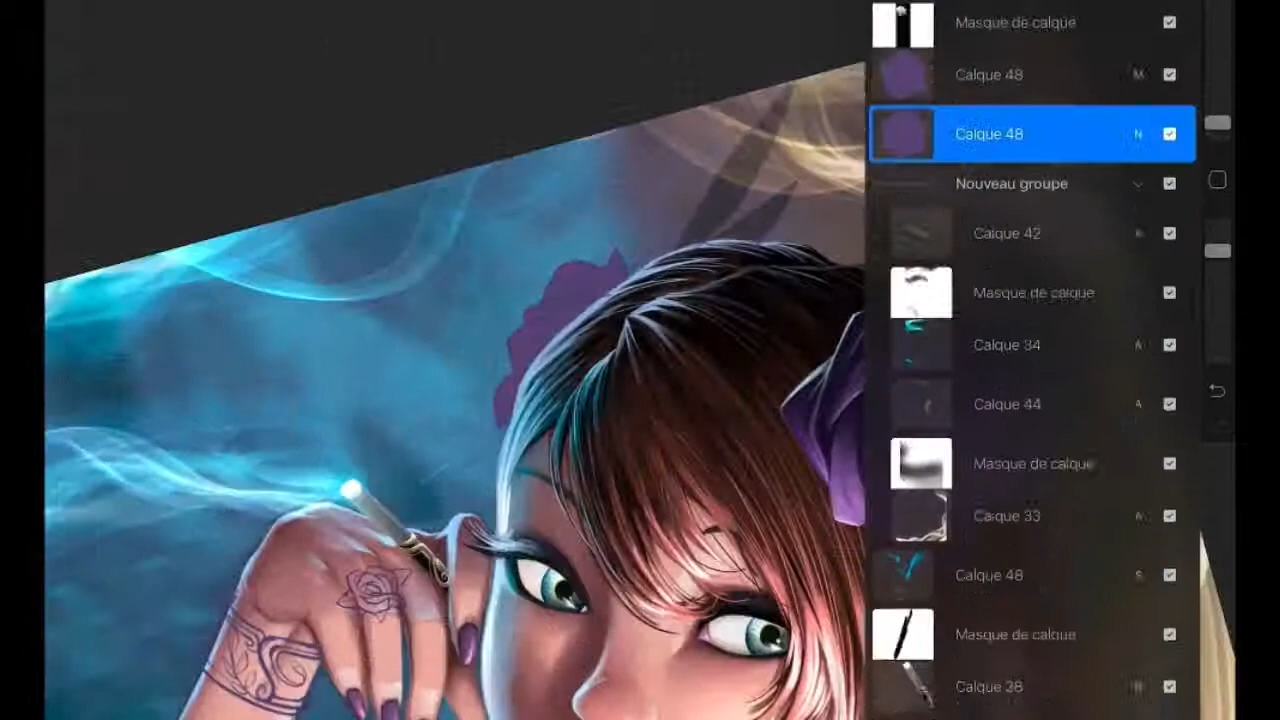 Masque de calque
Calque 48 M
Calque 48 N
Nouveau groupe
Calque 42
Masque de calque
Calque 34 A
Calque 44 A
Masque de calque
Calque 33
Calque 48 S
Masque de calque
Calque 28